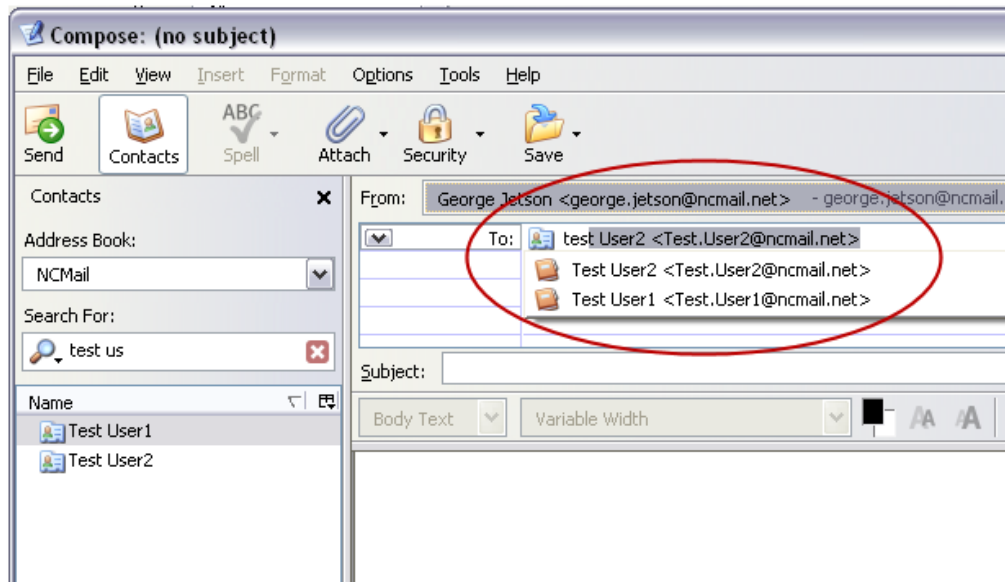 Compose: (no subject)
File Edit View Insert Format Options Tools Help
ABC
Send Contacts Spell Attach Security Save
Contacts
From: George Jetson <george.jetson@ncmail.net> - george.jetson@ncmail.
Address Book:
To: test User2 <Test.User2@ncmail.net>
NCMail
Test User2 <Test.User2@ncmail.net>
Test User1 <Test.User1@ncmail.net>
Search For:
test us
Subject:
Name
Body Text Variable Width AA AA
Test User1
Test User2